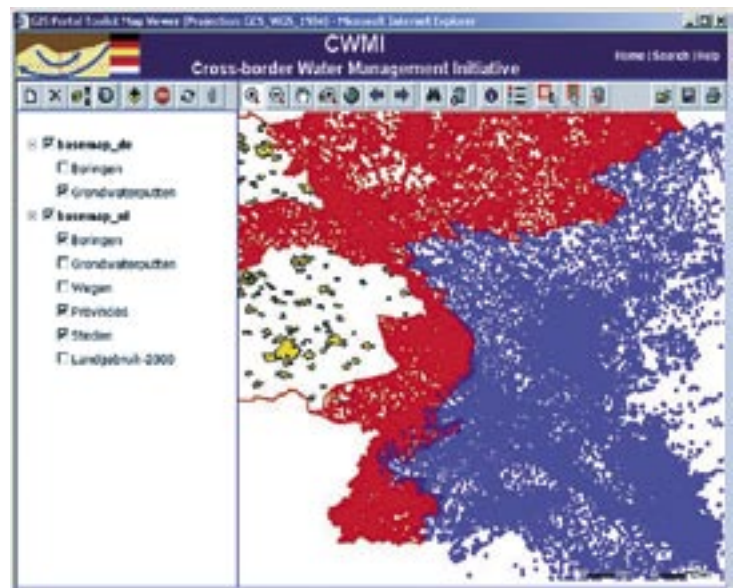 GIS Portal Toolkit Map Viewer (Projection: GCS_WGS_1984) - Microsoft Internet Explorer
CWMI
Cross-border Water Management Initiative
Home | Search | Help
basemap_de
Boringen
Grondwaterputten
basemap_nl
Boringen
Grondwaterputten
Wegen
Provincies
Steden
Landgebruik-2000